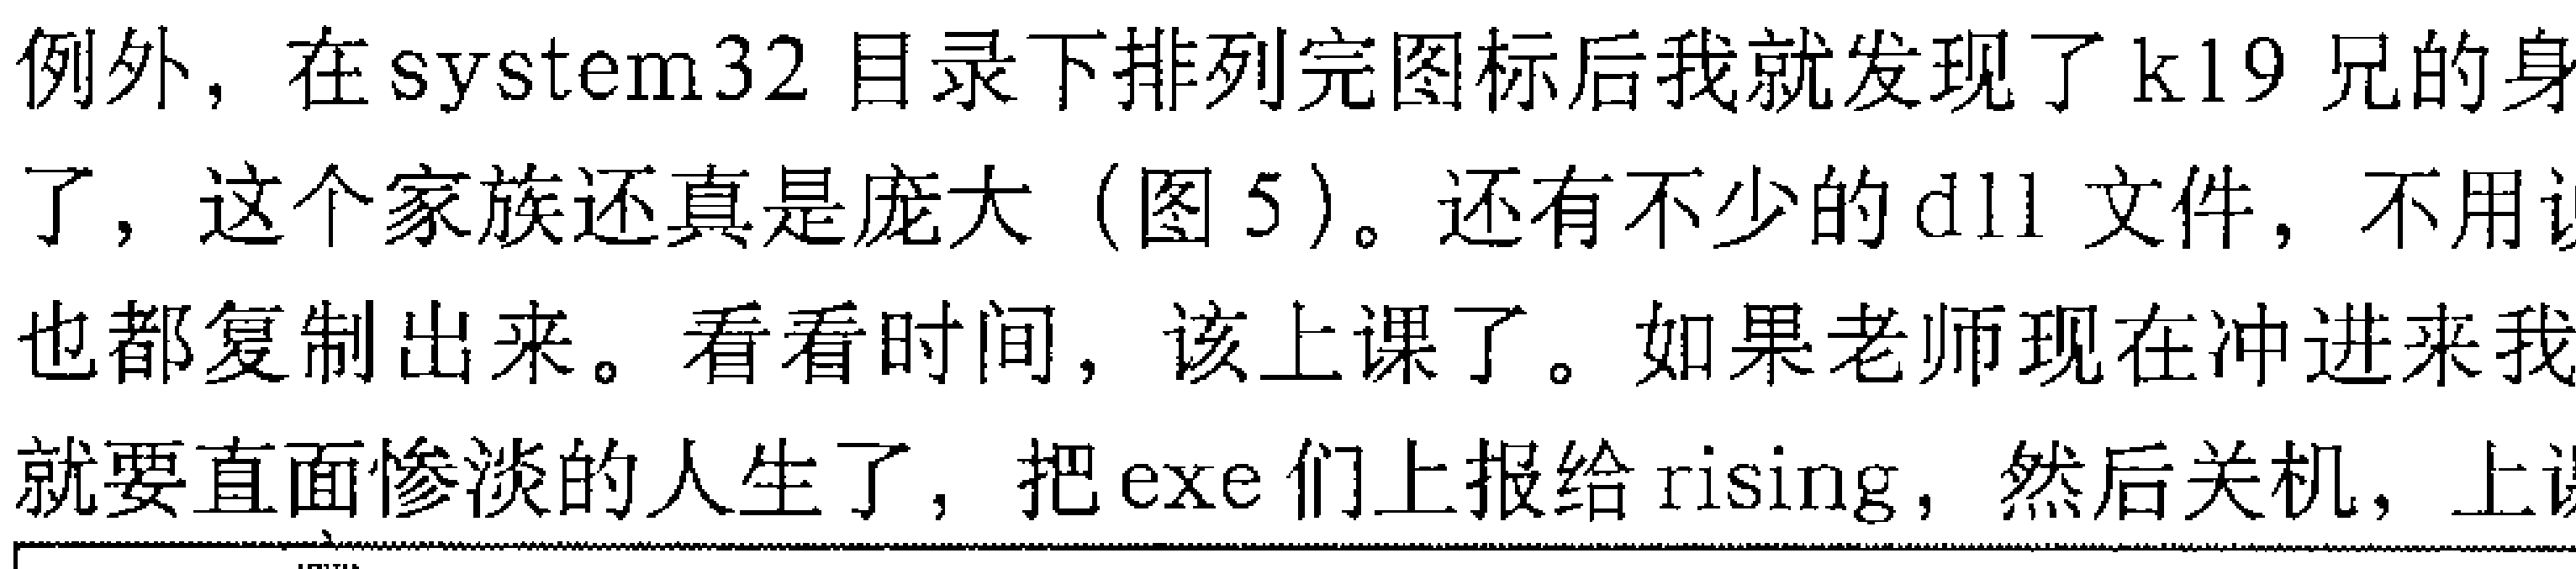 例外，在system32目录下排列完图标后我就发现了k19兄的身
了，这个家族还真是庞大（图5）。还有不少的dll文件，不用
也都复制出来。看看时间，该上课了。如果老师现在冲进来我
就要直面惨淡的人生了，把exe们上报给rising，然后关机，上